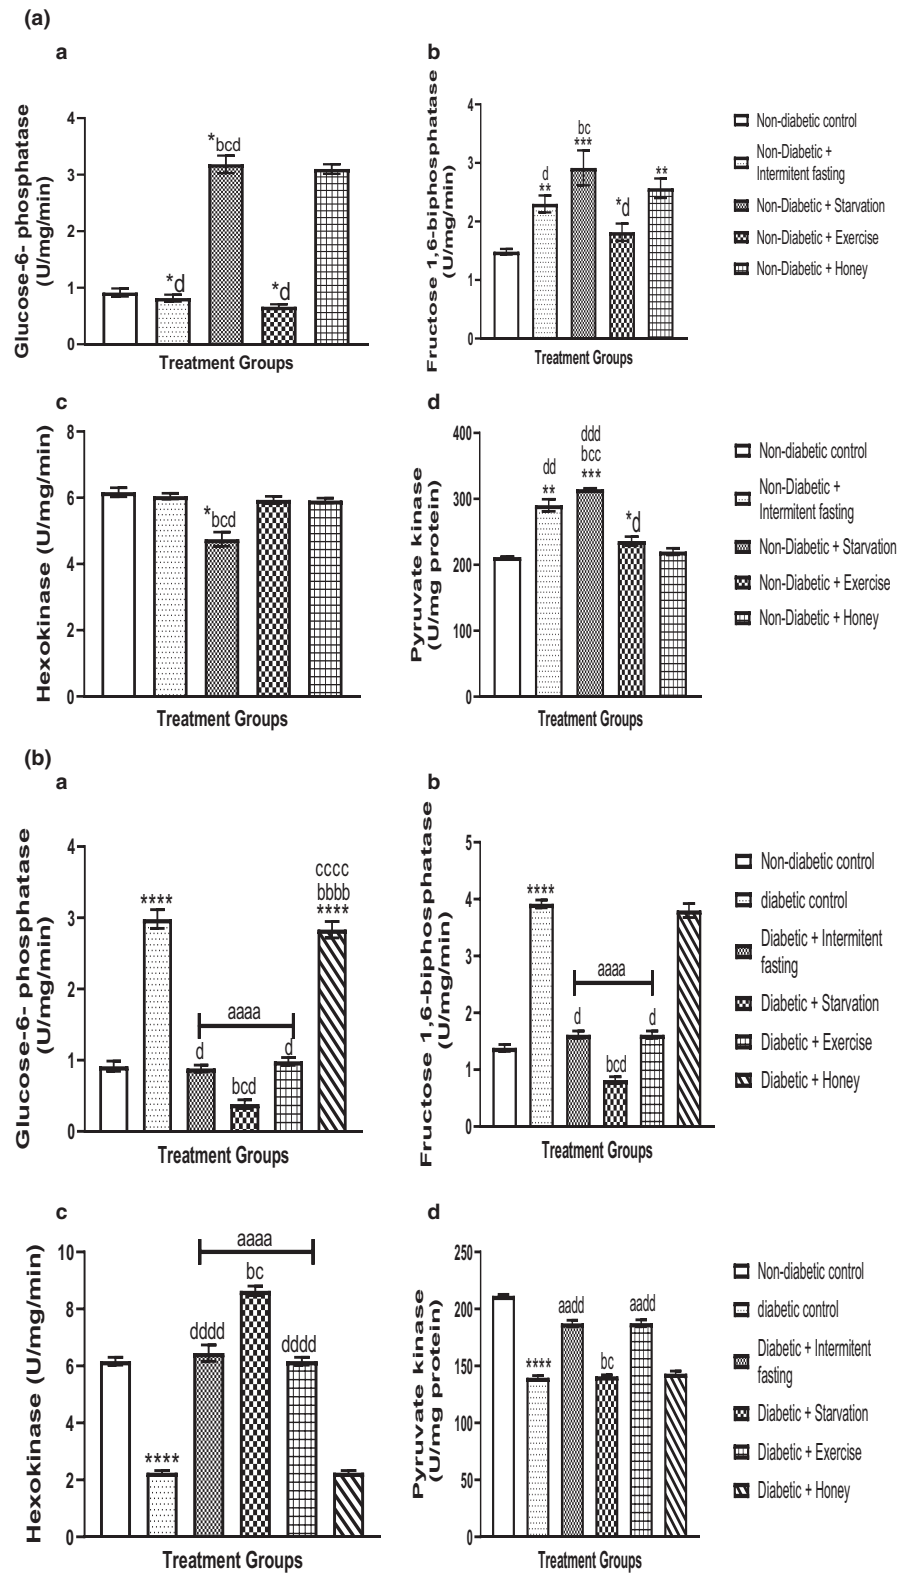 (a)
a
Glucose-6- phosphatase
(U/mg/min)
4
3
2
1
0
*d
*bcd
*d
Treatment Groups
b
Fructose 1,6-biphosphatase
(U/mg/min)
4
3
2
1
0
d
**
bc
***
*d
**
Treatment Groups
Non-diabetic control
Non-Diabetic +
Intermitent fasting
Non-Diabetic + Starvation
Non-Diabetic + Exercise
Non-Diabetic + Honey
c
Hexokinase (U/mg/min)
8
6
4
2
0
*bcd
Treatment Groups
d
Pyruvate kinase
(U/mg protein)
400
300
200
100
0
dd
**
ddd
bcc
***
*d
Treatment Groups
Non-diabetic control
Non-Diabetic +
Intermitent fasting
Non-Diabetic + Starvation
Non-Diabetic + Exercise
Non-Diabetic + Honey
(b)
a
Glucose-6- phosphatase
(U/mg/min)
4
3
2
1
0
****
aaaa
d
bcd
d
cccc
bbbb
****
Treatment Groups
b
Fructose 1,6-biphosphatase
(U/mg/min)
5
4
3
2
1
0
****
aaaa
d
bcd
d
Treatment Groups
Non-diabetic control
diabetic control
Diabetic + Intermitent
fasting
Diabetic + Starvation
Diabetic + Exercise
Diabetic + Honey
c
Hexokinase (U/mg/min)
10
8
6
4
2
0
****
aaaa
dddd
bc
dddd
Treatment Groups
d
Pyruvate kinase
(U/mg protein)
250
200
150
100
50
0
****
aadd
bc
aadd
Treatment Groups
Non-diabetic control
diabetic control
Diabetic + Intermitent
fasting
Diabetic + Starvation
Diabetic + Exercise
Diabetic + Honey